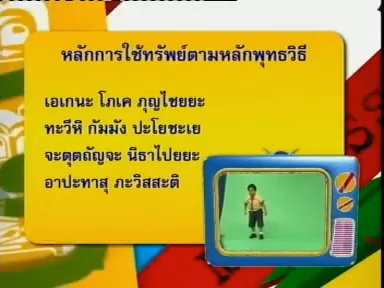 หลักการใช้ทรัพย์ตามหลักพุทธวิธี
เอเกนะ โภเค ภุญไชยยะ
ทะวีหิ กัมมัง ปะโยชะเย
จะตุตถัญจะ นิธาไปยยะ
อาปะทาสุ ภะวิสสะติ